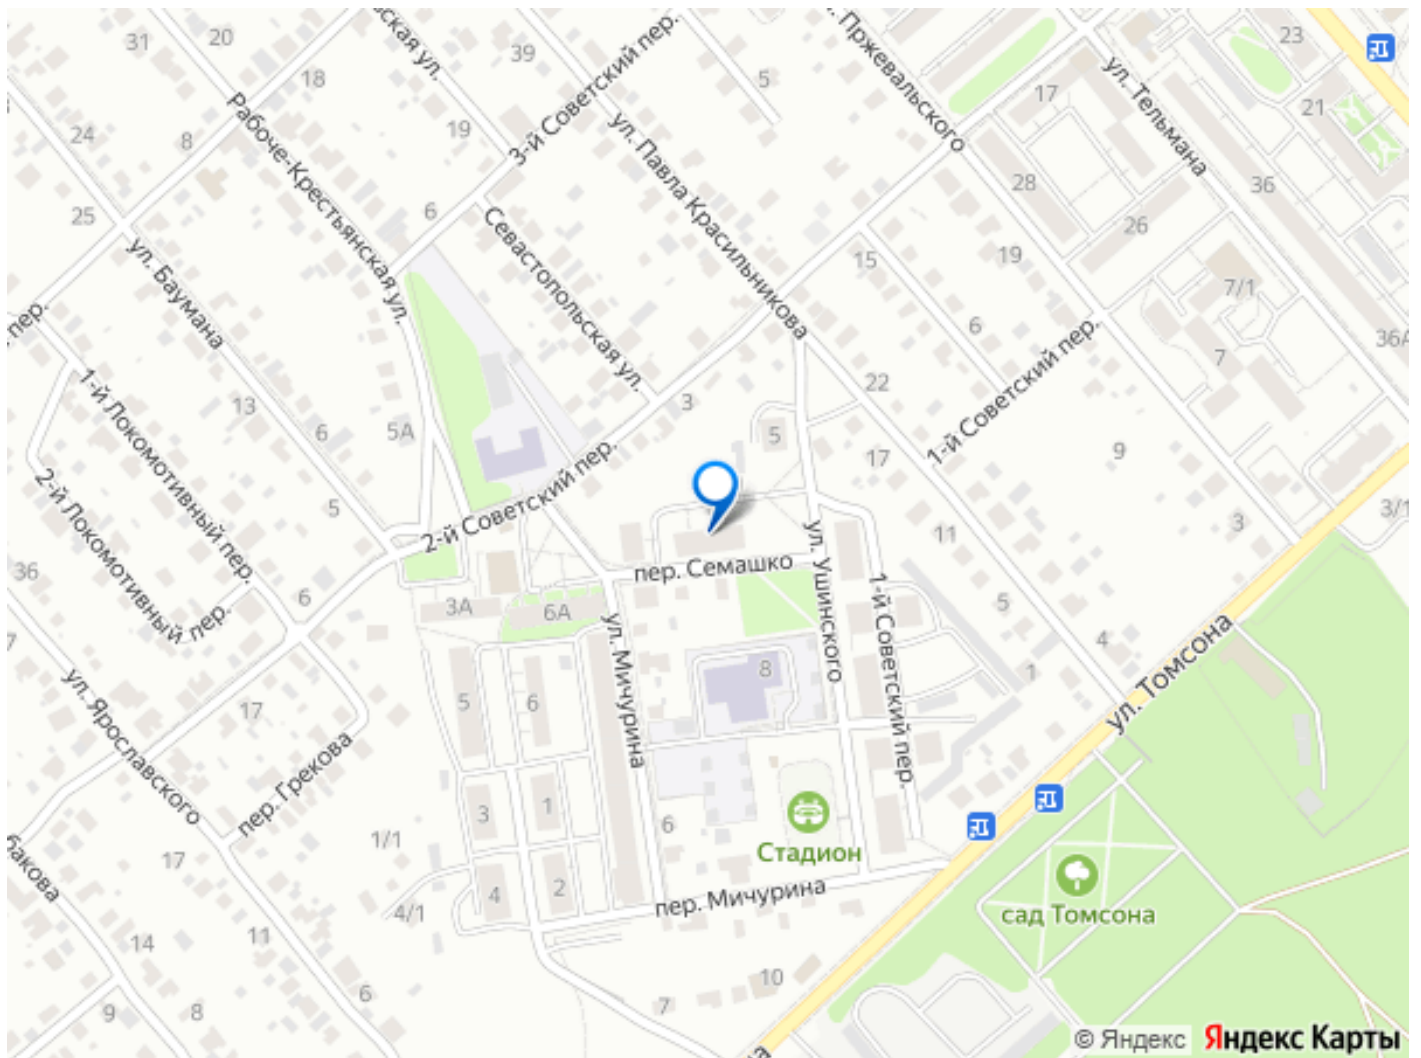 20
31
18
39
3-й Советский пер.
5
ул. Пржевальского
23
17
ул. Тельмана
21
24
8
Рабоче-Крестьянская ул.
19
ул. Павла Красильникова
28
36
26
25
6
Севастопольская ул.
15
19
7/1
ул. Баумана
6
36А
7
1-й Советский пер.
22
3
13
6
5А
5
17
9
1-й Локомотивный пер.
2-й Локомотивный пер.
5
2-й Советский пер.
11
3
3/1
36
6
пер. Семашко
ул. Ушинского
1-й Советский пер.
5
3А
6А
4
ул. Томсона
ул. Мичурина
8
1
5
6
17
ул. Ярославского
пер. Грекова
3
1
6
Стадион
1/1
17
4
2
4/1
пер. Мичурина
сад Томсона
11
14
10
6
7
9
8
© Яндекс Яндекс Карты